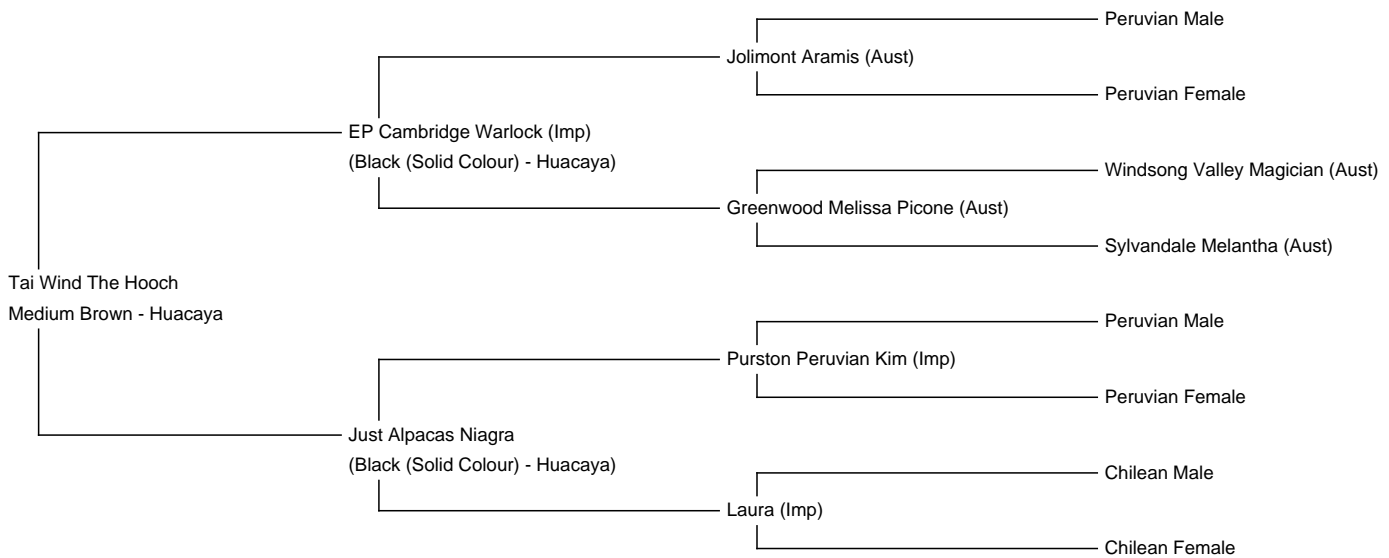 Peruvian Male
Jolimont Aramis (Aust)
Peruvian Female
EP Cambridge Warlock (Imp)
(Black (Solid Colour) - Huacaya)
Windsong Valley Magician (Aust)
Greenwood Melissa Picone (Aust)
Sylvandale Melantha (Aust)
Tai Wind The Hooch
Medium Brown - Huacaya
Peruvian Male
Purston Peruvian Kim (Imp)
Peruvian Female
Just Alpacas Niagra
(Black (Solid Colour) - Huacaya)
Chilean Male
Laura (Imp)
Chilean Female